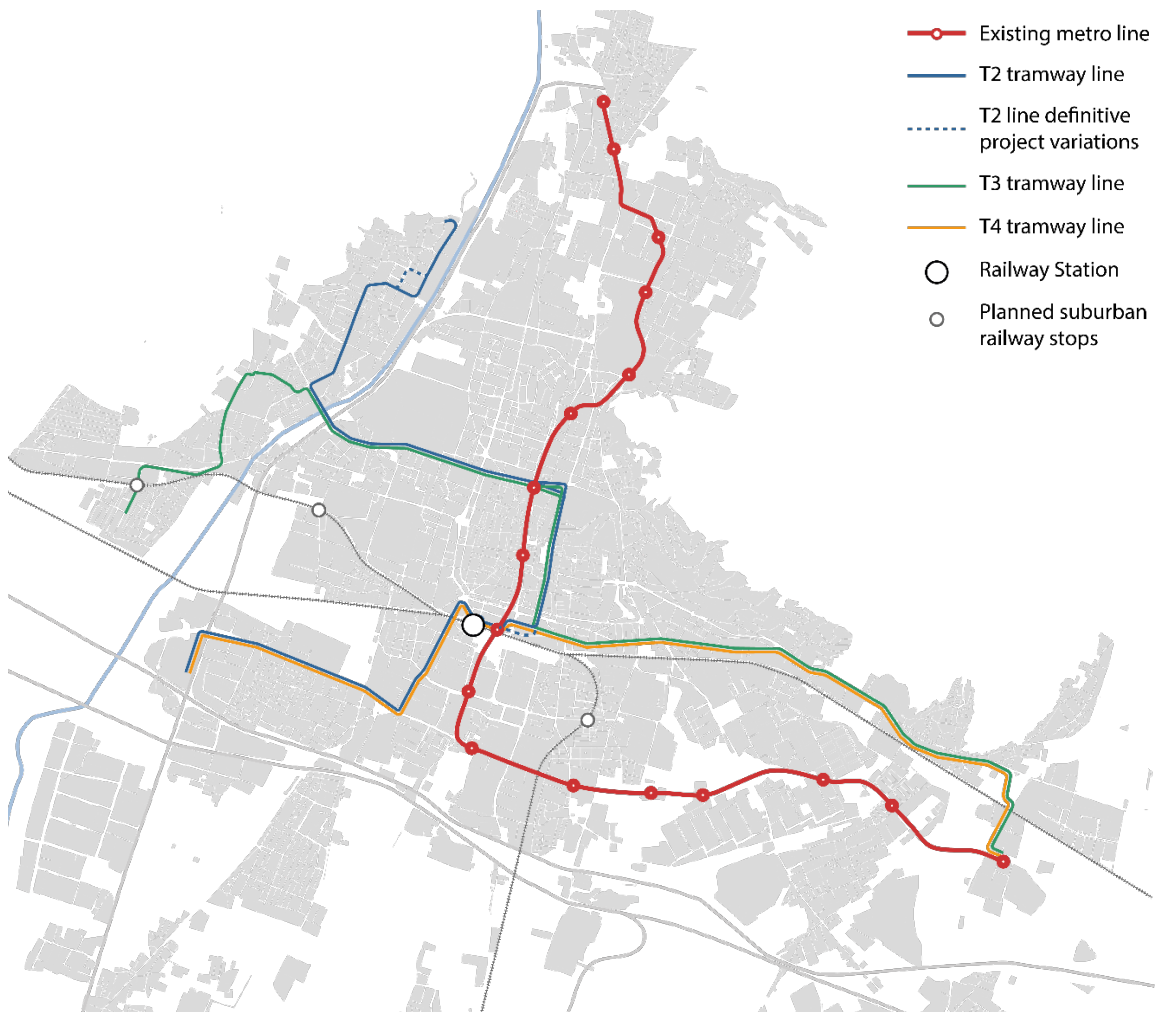 Existing metro line
T2 tramway line
T2 line definitive
project variations
T3 tramway line
T4 tramway line
Railway Station
Planned suburban
railway stops